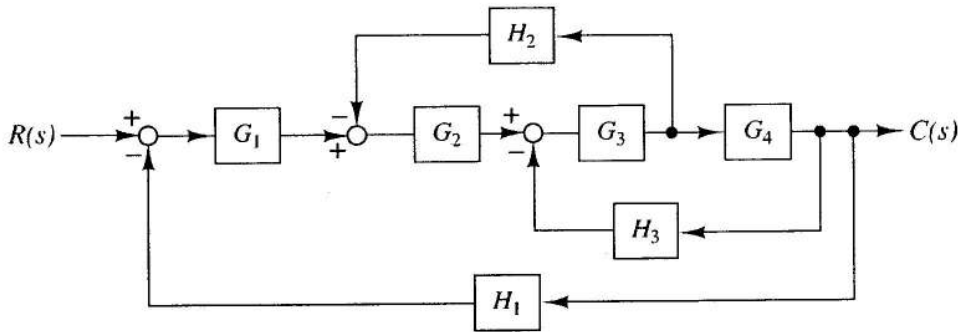 H₂
+ − + −
R(s) G₁ + G₂ − G₃ G₄ C(s)
H₃
H₁